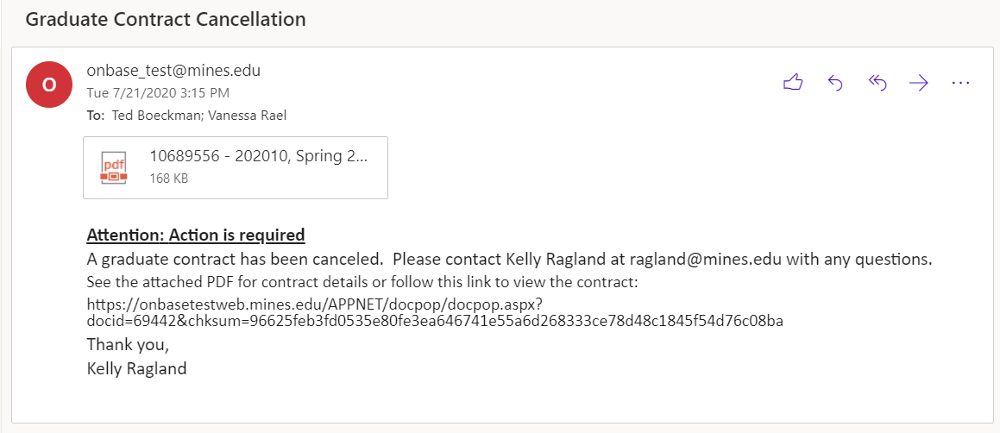 Graduate Contract Cancellation
O
onbase_test@mines.edu
Tue 7/21/2020 3:15 PM
To: Ted Boeckman; Vanessa Rael
pdf
10689556 - 202010, Spring 2...
168 KB
Attention: Action is required
A graduate contract has been canceled.  Please contact Kelly Ragland at ragland@mines.edu with any questions.
See the attached PDF for contract details or follow this link to view the contract:
https://onbasetestweb.mines.edu/APPNET/docpop/docpop.aspx?
docid=69442&chksum=96625feb3fd0535e80fe3ea646741e55a6d268333ce78d48c1845f54d76c08ba
Thank you,
Kelly Ragland